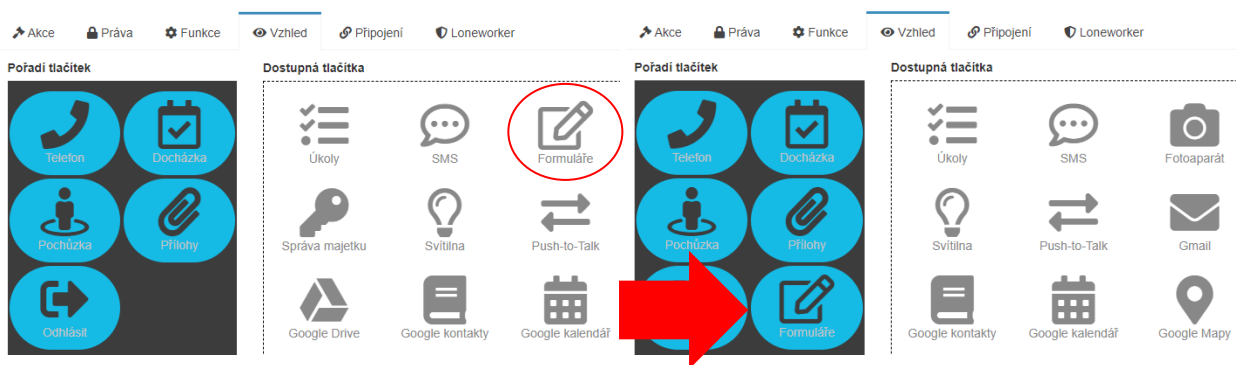 Akce Práva Funkce Vzhled Připojení Loneworker
Pořadí tlačítek
Telefon Docházka
Pochůzka Přílohy
Odhlásit
Dostupná tlačítka
Úkoly SMS Formuláře
Správa majetku Svítilna Push-to-Talk
Google Drive Google kontakty Google kalendář
Akce Práva Funkce Vzhled Připojení Loneworker
Pořadí tlačítek
Telefon Docházka
Pochůzka Přílohy
Formuláře
Dostupná tlačítka
Úkoly SMS Fotoaparát
Svítilna Push-to-Talk Gmail
Google kontakty Google kalendář Google Mapy